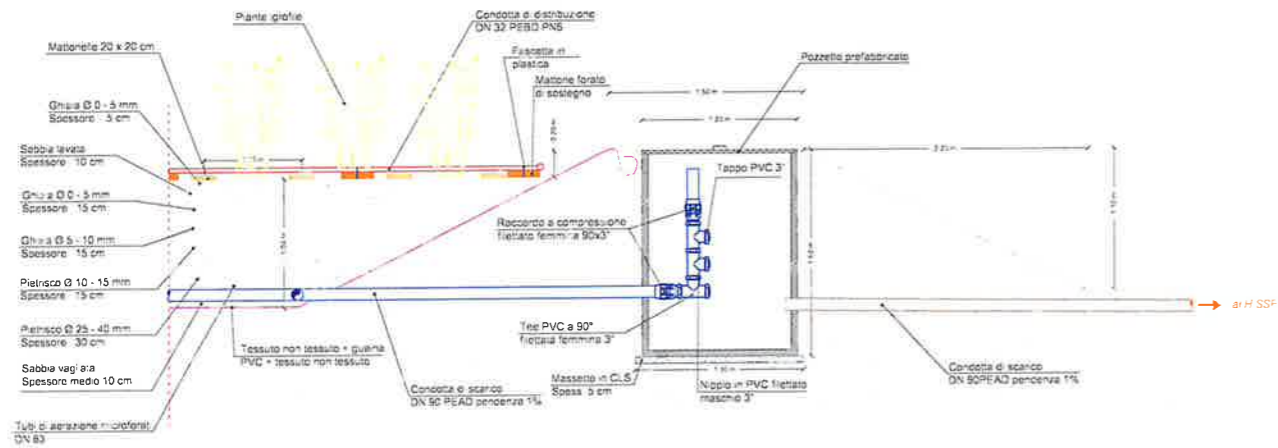 Piante igrofile
Condotta di distribuzione
DN 32 PEBD PN6
Mattonelle 20 x 20 cm
Fascetta in
plastica
Mattone forato
di sostegno
Pozzetto prefabbricato
Ghiaia Ø 0 - 5 mm
Spessore 5 cm
Sabbia lavata
Spessore 10 cm
Ghiaia Ø 0 - 5 mm
Spessore 15 cm
Ghiaia Ø 5 - 10 mm
Spessore 15 cm
Pietrisco Ø 10 - 15 mm
Spessore 15 cm
Pietrisco Ø 25 - 40 mm
Spessore 30 cm
Sabbia vagliata
Spessore medio 10 cm
Tubi di aerazione microforati
DN 63
Tessuto non tessuto + guaina
PVC + tessuto non tessuto
Condotta di scarico
DN 90 PEAD pendenza 1%
Raccordo a compressione
filettato femmina 90x3"
Tappo PVC 3"
Tee PVC a 90°
filettata femmina 3"
Massetto in CLS
Spess. 5 cm
Nipplo in PVC filettato
maschio 3"
Condotta di scarico
DN 90PEAD pendenza 1%
al H SSF